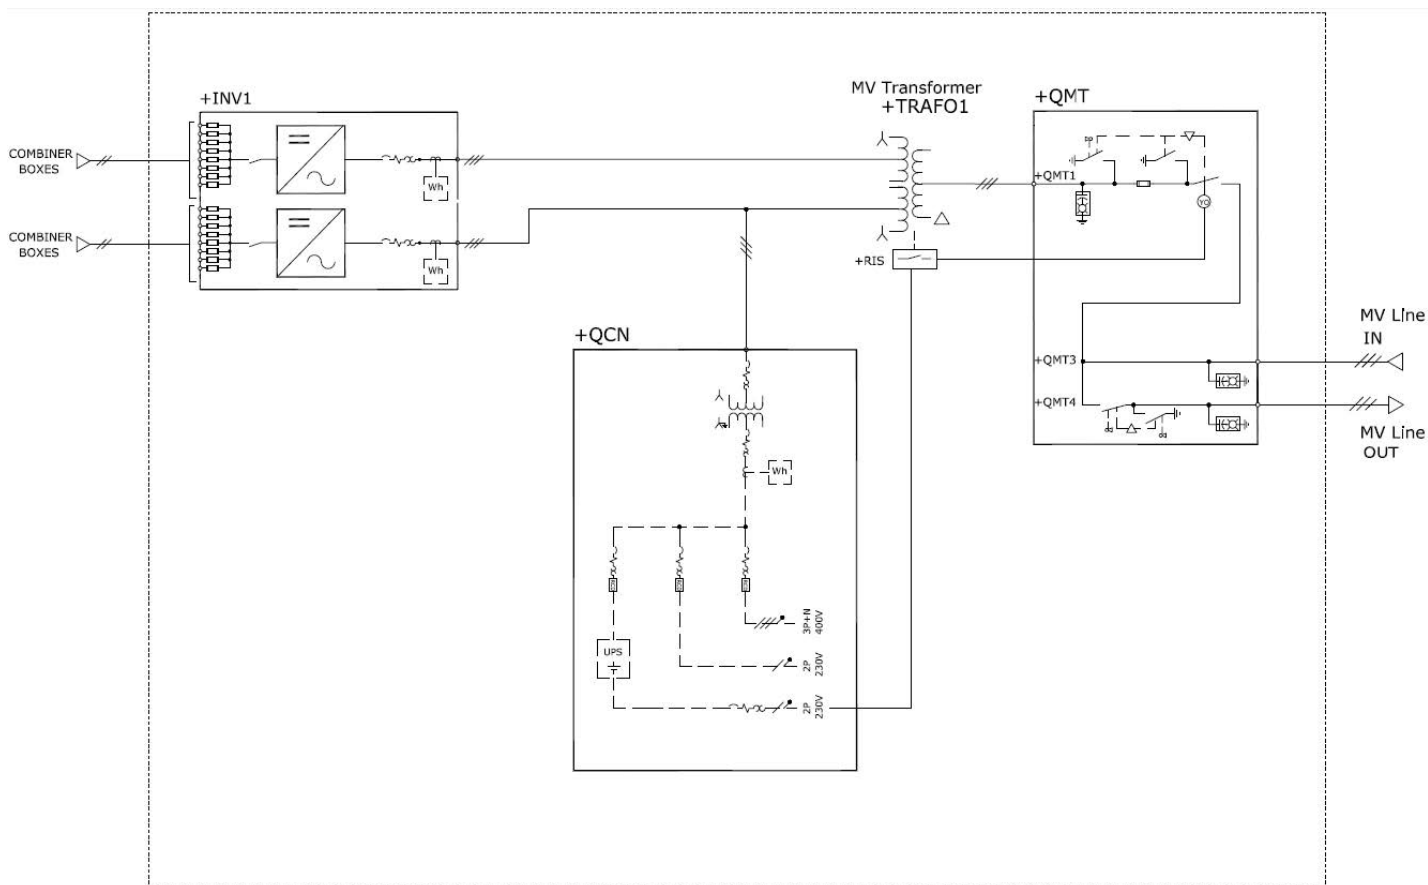 +INV1
MV Transformer
+TRAFO1
+QMT
COMBINER
BOXES
Wh
+QMT1
YO
COMBINER
BOXES
Wh
+RIS
+QCN
MV Line
IN
+QMT3
+QMT4
MV Line
OUT
Wh
3P+N
400V
UPS
2P
230V
2P
230V